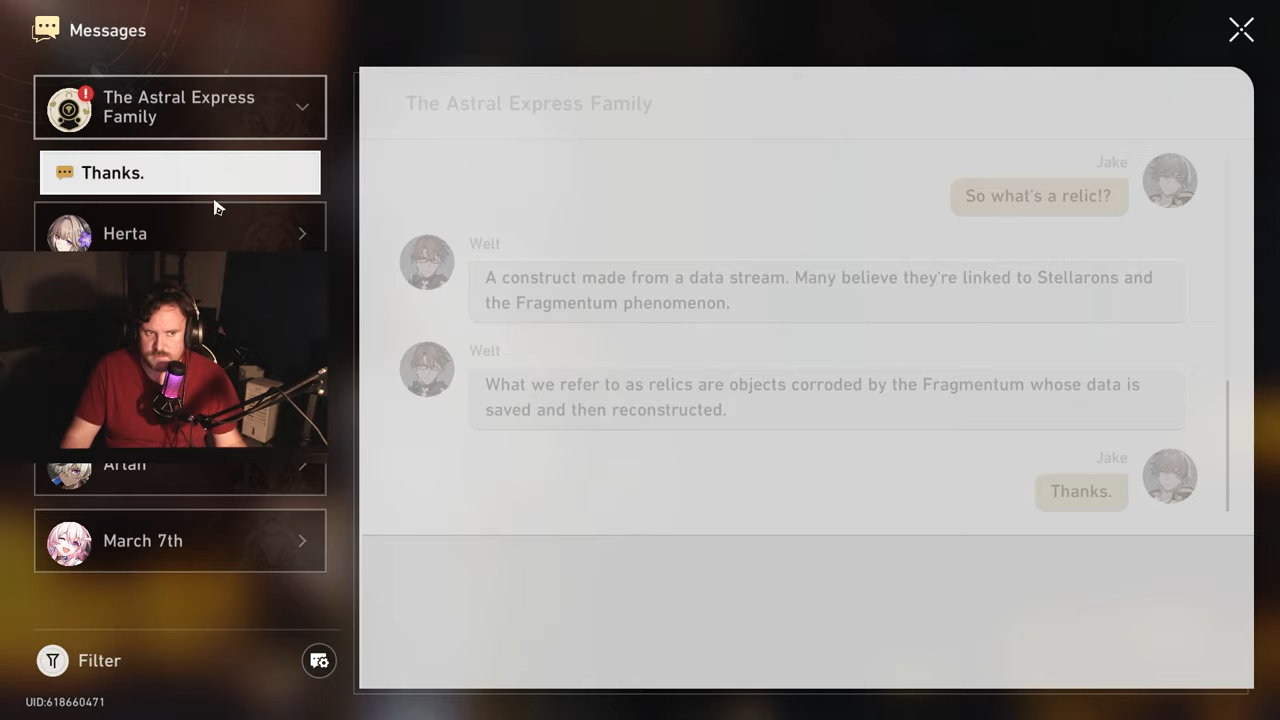 Messages
The Astral Express
Family
Thanks.
Herta
Arlan
March 7th
Filter
UID:618660471
The Astral Express Family
Jake
So what's a relic!?
Welt
A construct made from a data stream. Many believe they're linked to Stellarons and
the Fragmentum phenomenon.
Welt
What we refer to as relics are objects corroded by the Fragmentum whose data is
saved and then reconstructed.
Jake
Thanks.